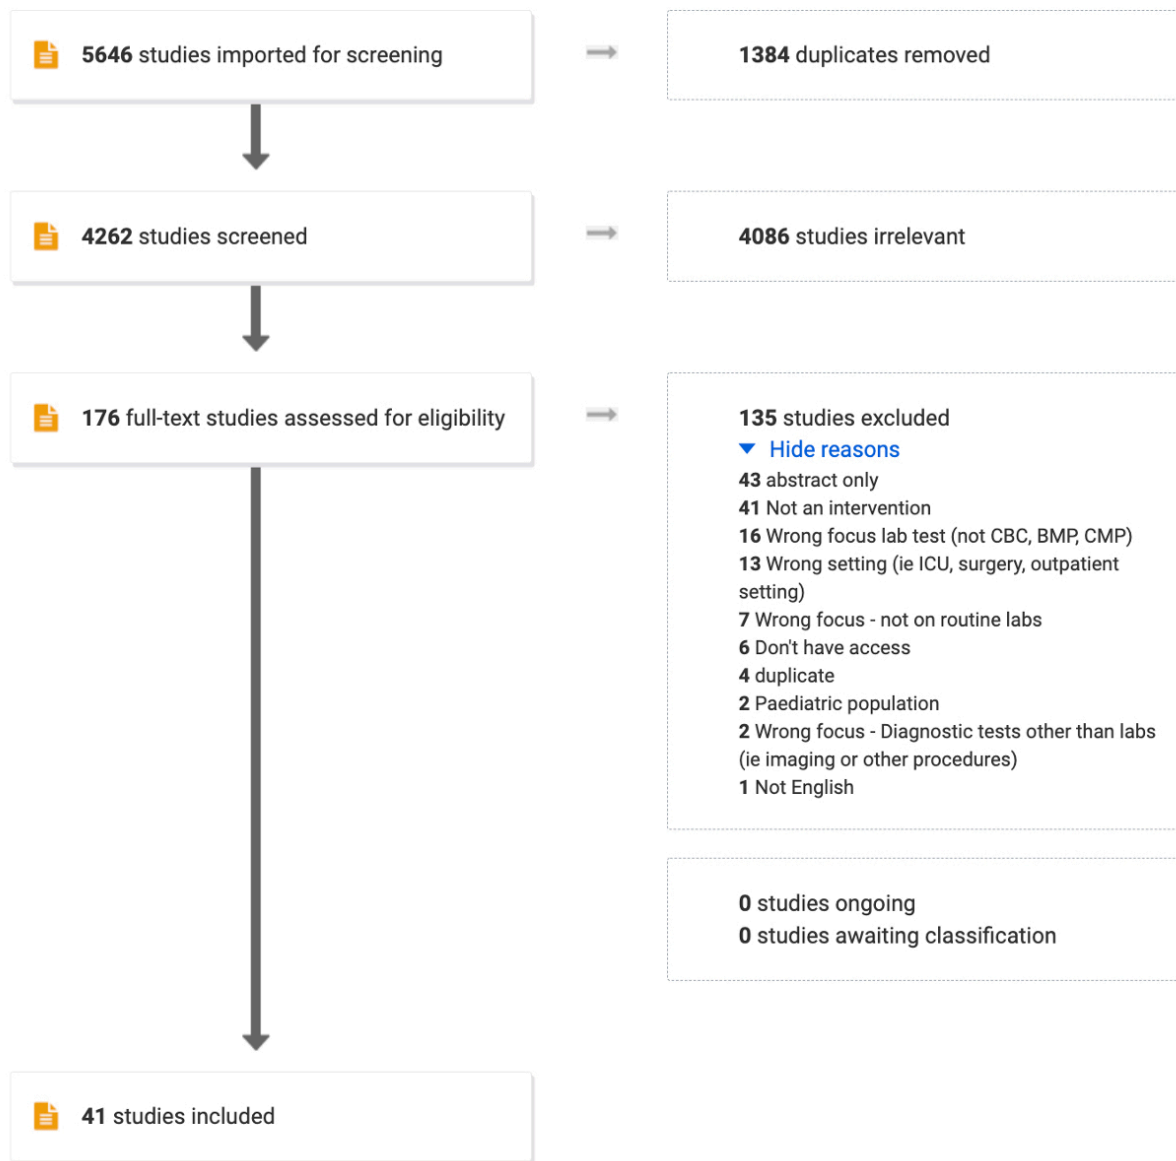 5646 studies imported for screening
1384 duplicates removed
4262 studies screened
4086 studies irrelevant
176 full-text studies assessed for eligibility
135 studies excluded
Hide reasons
43 abstract only
41 Not an intervention
16 Wrong focus lab test (not CBC, BMP, CMP)
13 Wrong setting (ie ICU, surgery, outpatient
setting)
7 Wrong focus - not on routine labs
6 Don't have access
4 duplicate
2 Paediatric population
2 Wrong focus - Diagnostic tests other than labs
(ie imaging or other procedures)
1 Not English
0 studies ongoing
0 studies awaiting classification
41 studies included